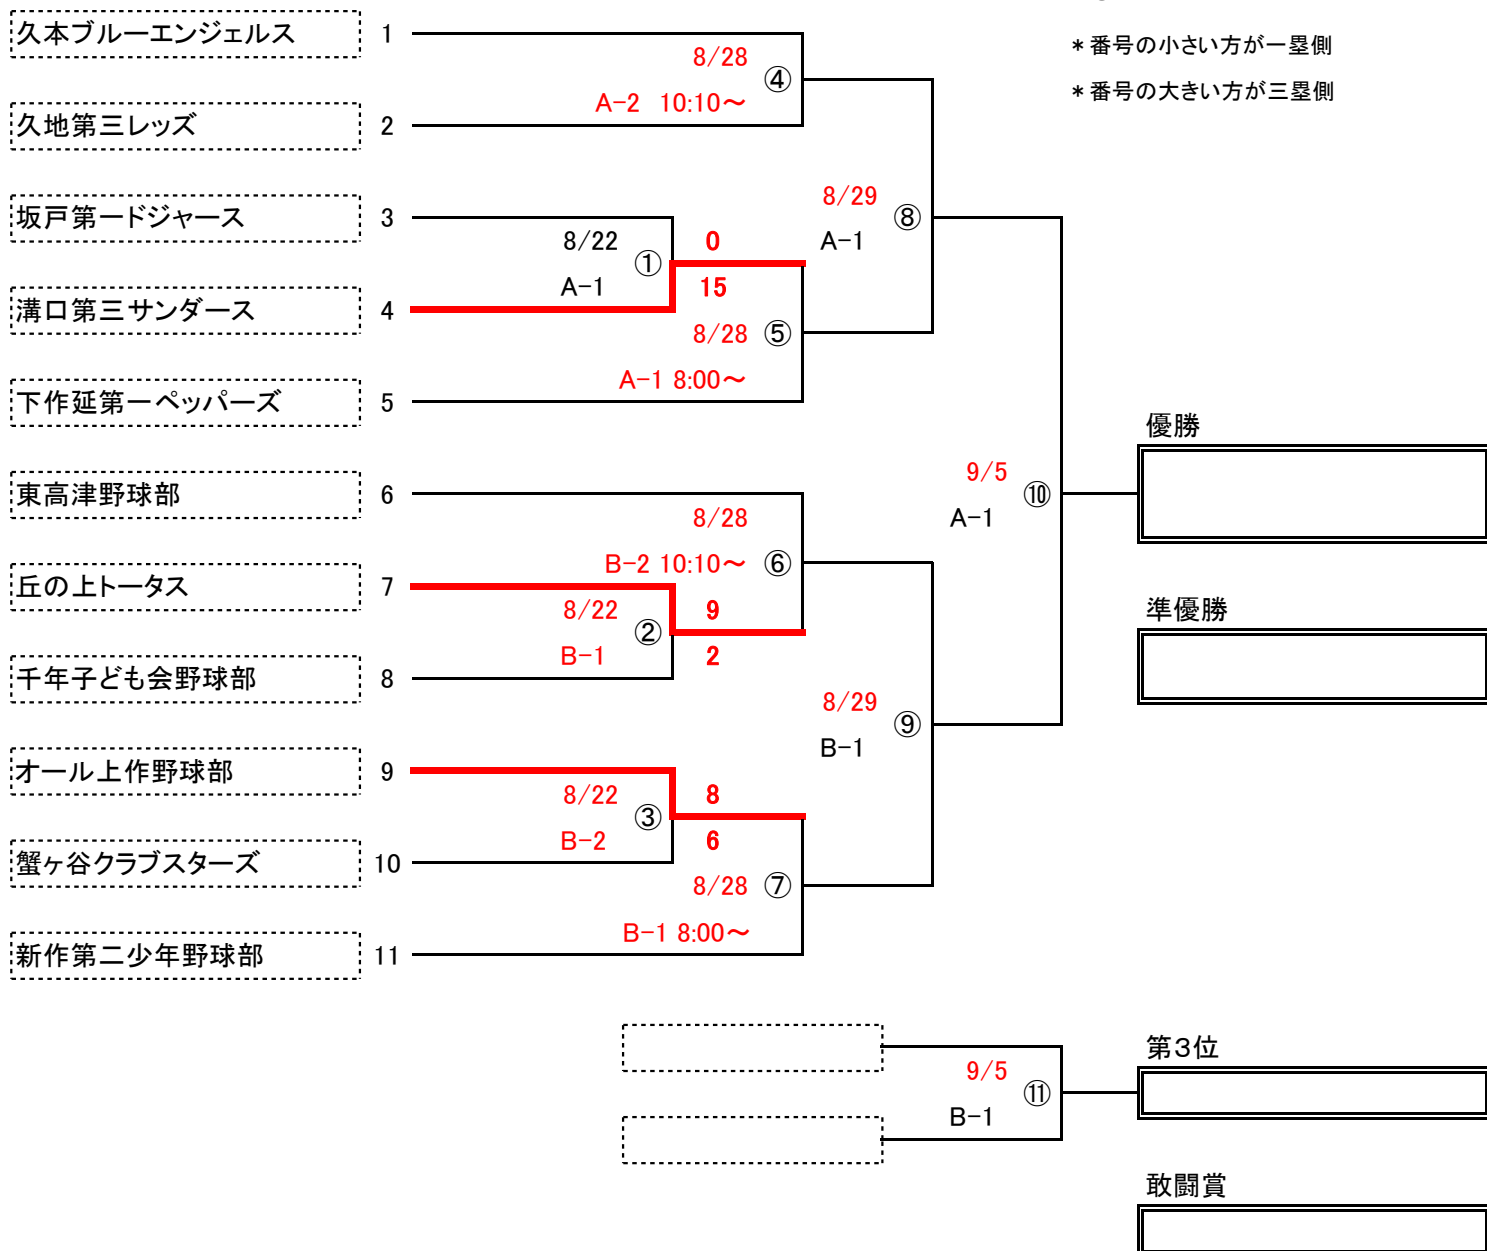 久本ブルーエンジェルス 1
8/28
④
A-2 10:10～
久地第三レッズ 2
*番号の小さい方が一塁側
*番号の大きい方が三塁側
坂戸第一ドジャース 3
8/22
①
A-1
0
15
8/29
⑧
A-1
溝口第三サンダース 4
8/28
⑤
A-1 8:00～
下作延第一ペッパーズ 5
優勝
東高津野球部 6
9/5
⑩
A-1
8/28
B-2 10:10～
⑥
丘の上トータス 7
8/22
②
B-1
9
2
準優勝
千年子ども会野球部 8
8/29
⑨
B-1
オール上作野球部 9
8/22
③
B-2
8
6
蟹ヶ谷クラブスターズ 10
8/28
⑦
B-1 8:00～
新作第二少年野球部 11
9/5
⑪
B-1
第3位
敢闘賞